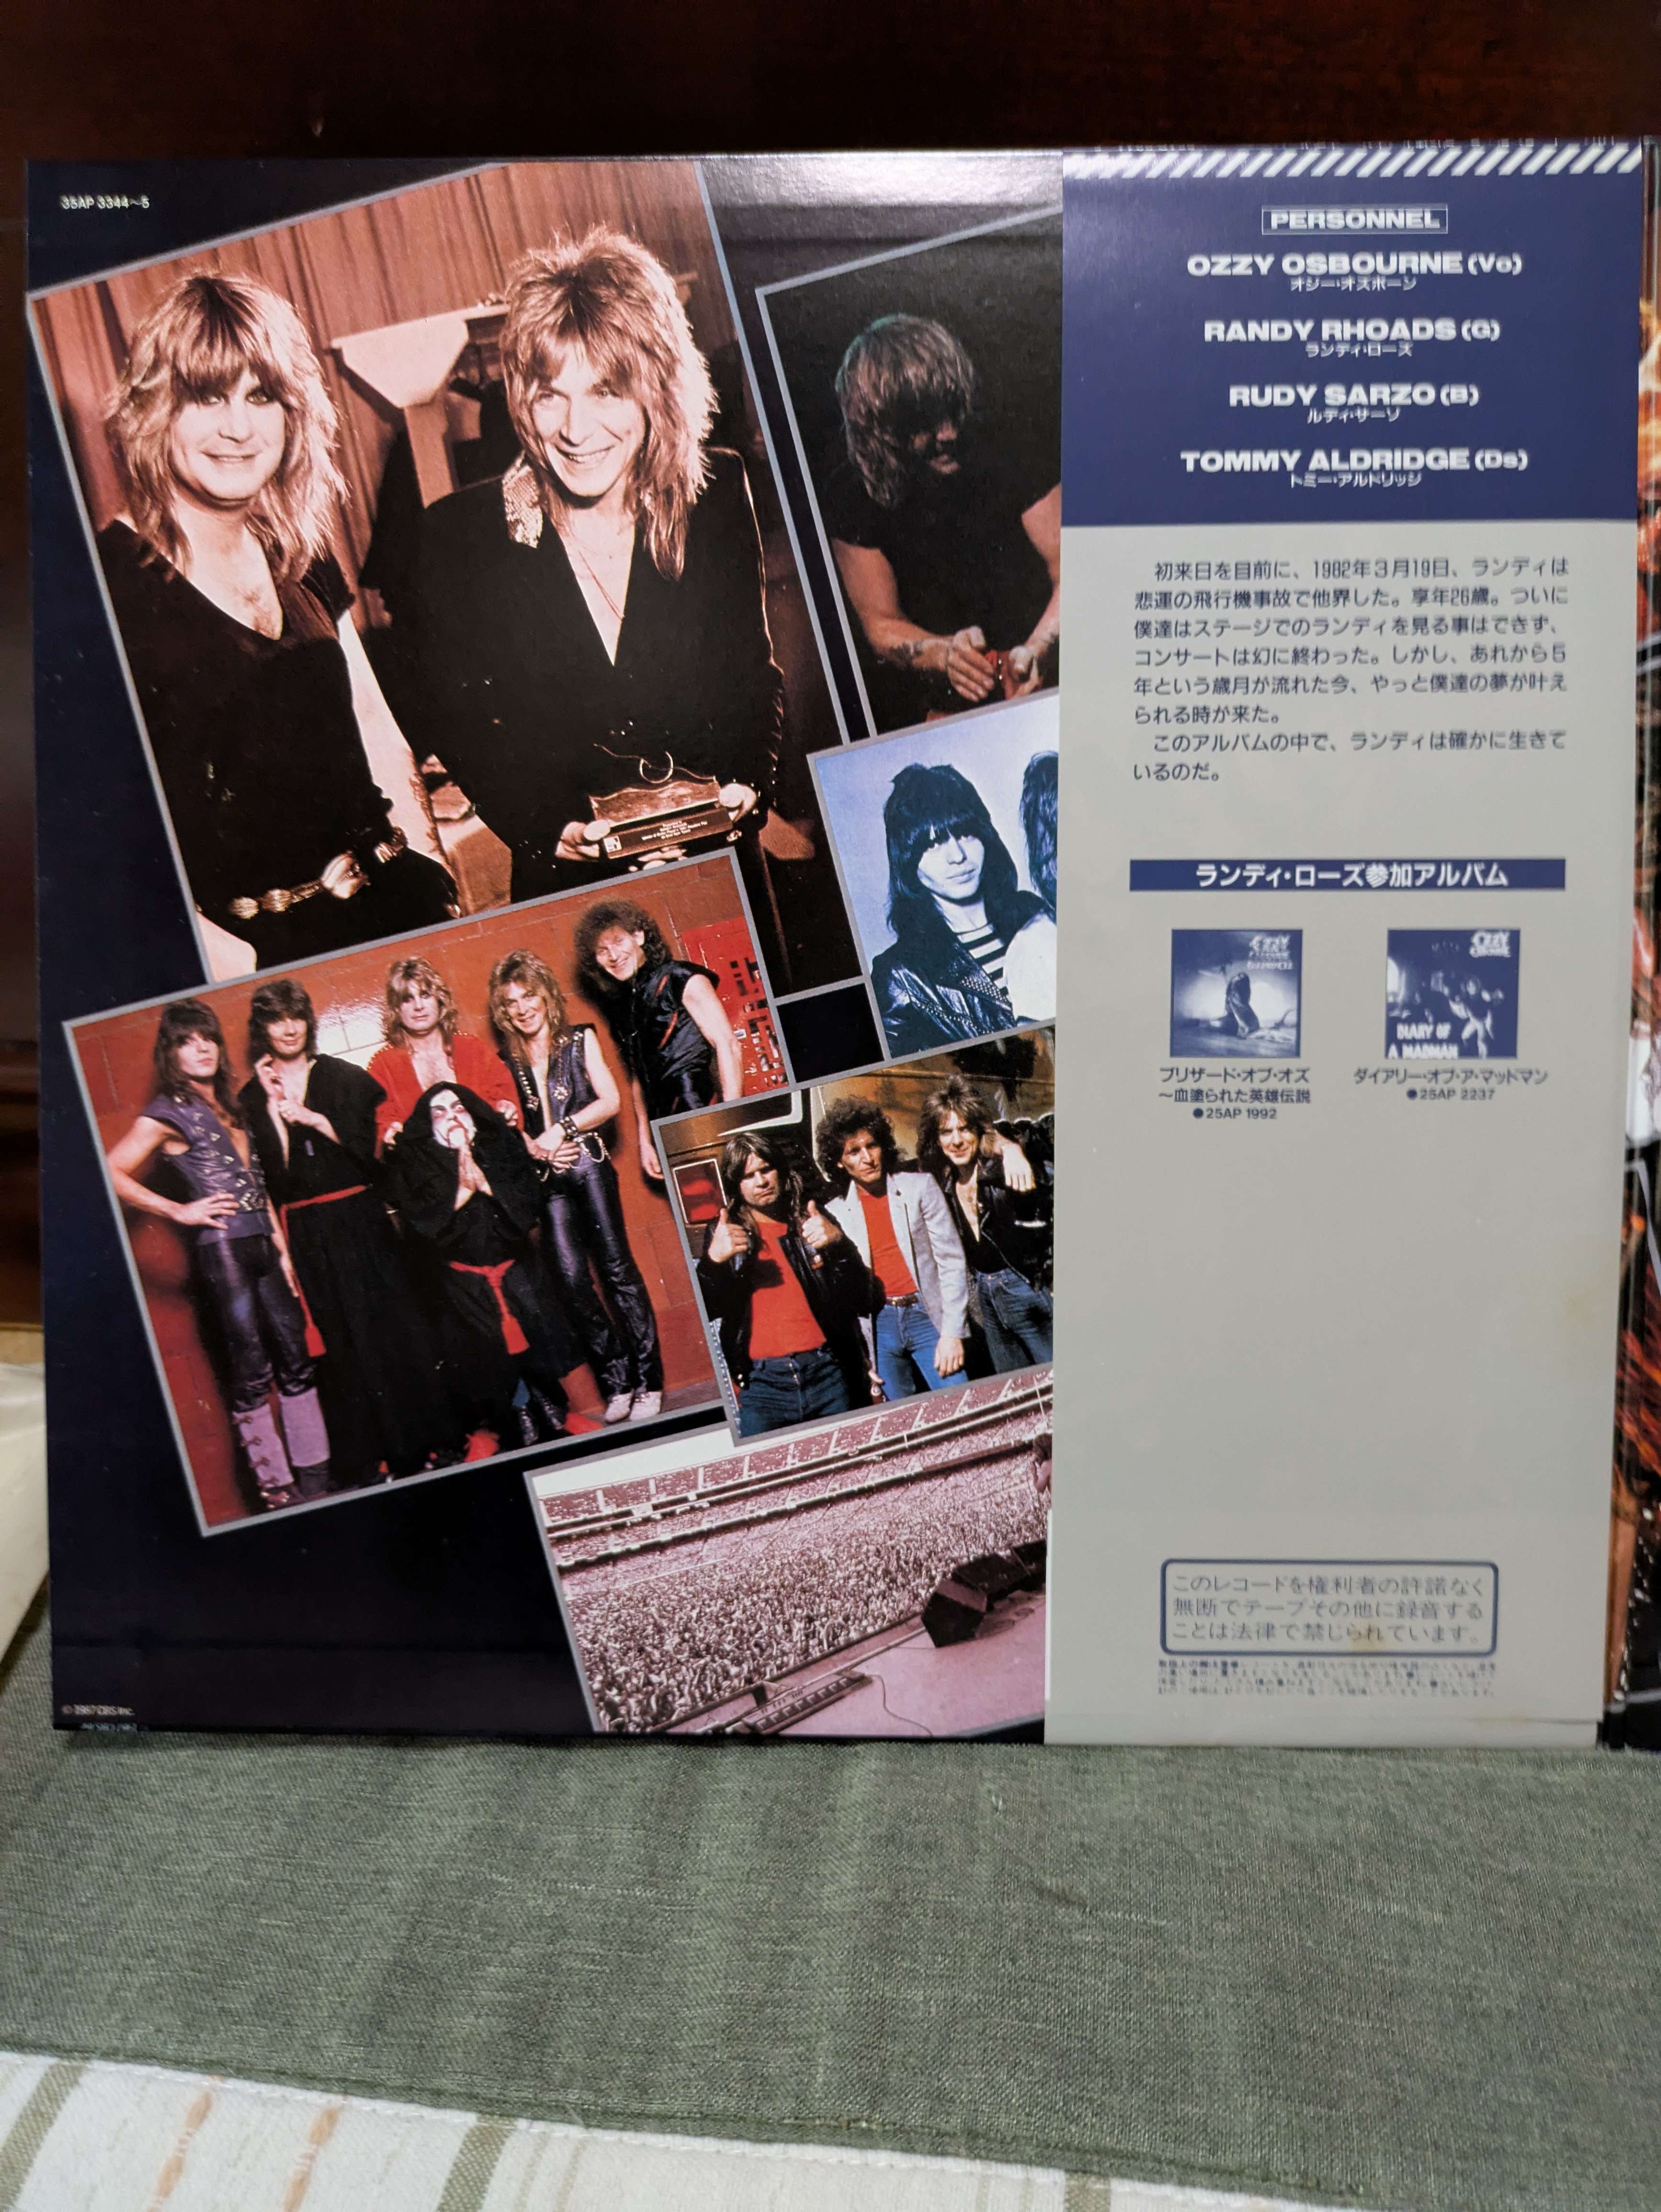 35AP 3344~5
PERSONNEL
OZZY OSBOURNE (Vo)
オジー・オズボーン
RANDY RHOADS (G)
ランディ・ローズ
RUDY SARZO (B)
ルディ・サーゾ
TOMMY ALDRIDGE (Ds)
トミー・アルドリッジ
初来日を目前に、1982年3月19日、ランディは
悲運の飛行機事故で他界した。享年26歳。ついに
僕達はステージでのランディを見る事はできず、
コンサートは幻に終わった。しかし、あれから5
年という歳月が流れた今、やっと僕達の夢が叶え
られる時が来た。
このアルバムの中で、ランディは確かに生きて
いるのだ。
ランディ・ローズ参加アルバム
OZZY
OZZY
DIARY OF
A MADMAN
ブリザード・オブ・オズ
〜血塗られた英雄伝説
●25AP 1992
ダイアリー・オブ・ア・マッドマン
●25AP 2237
このレコードを権利者の許諾なく
無断でテープその他に録音する
ことは法律で禁じられています。
© 1987 CBS Inc.